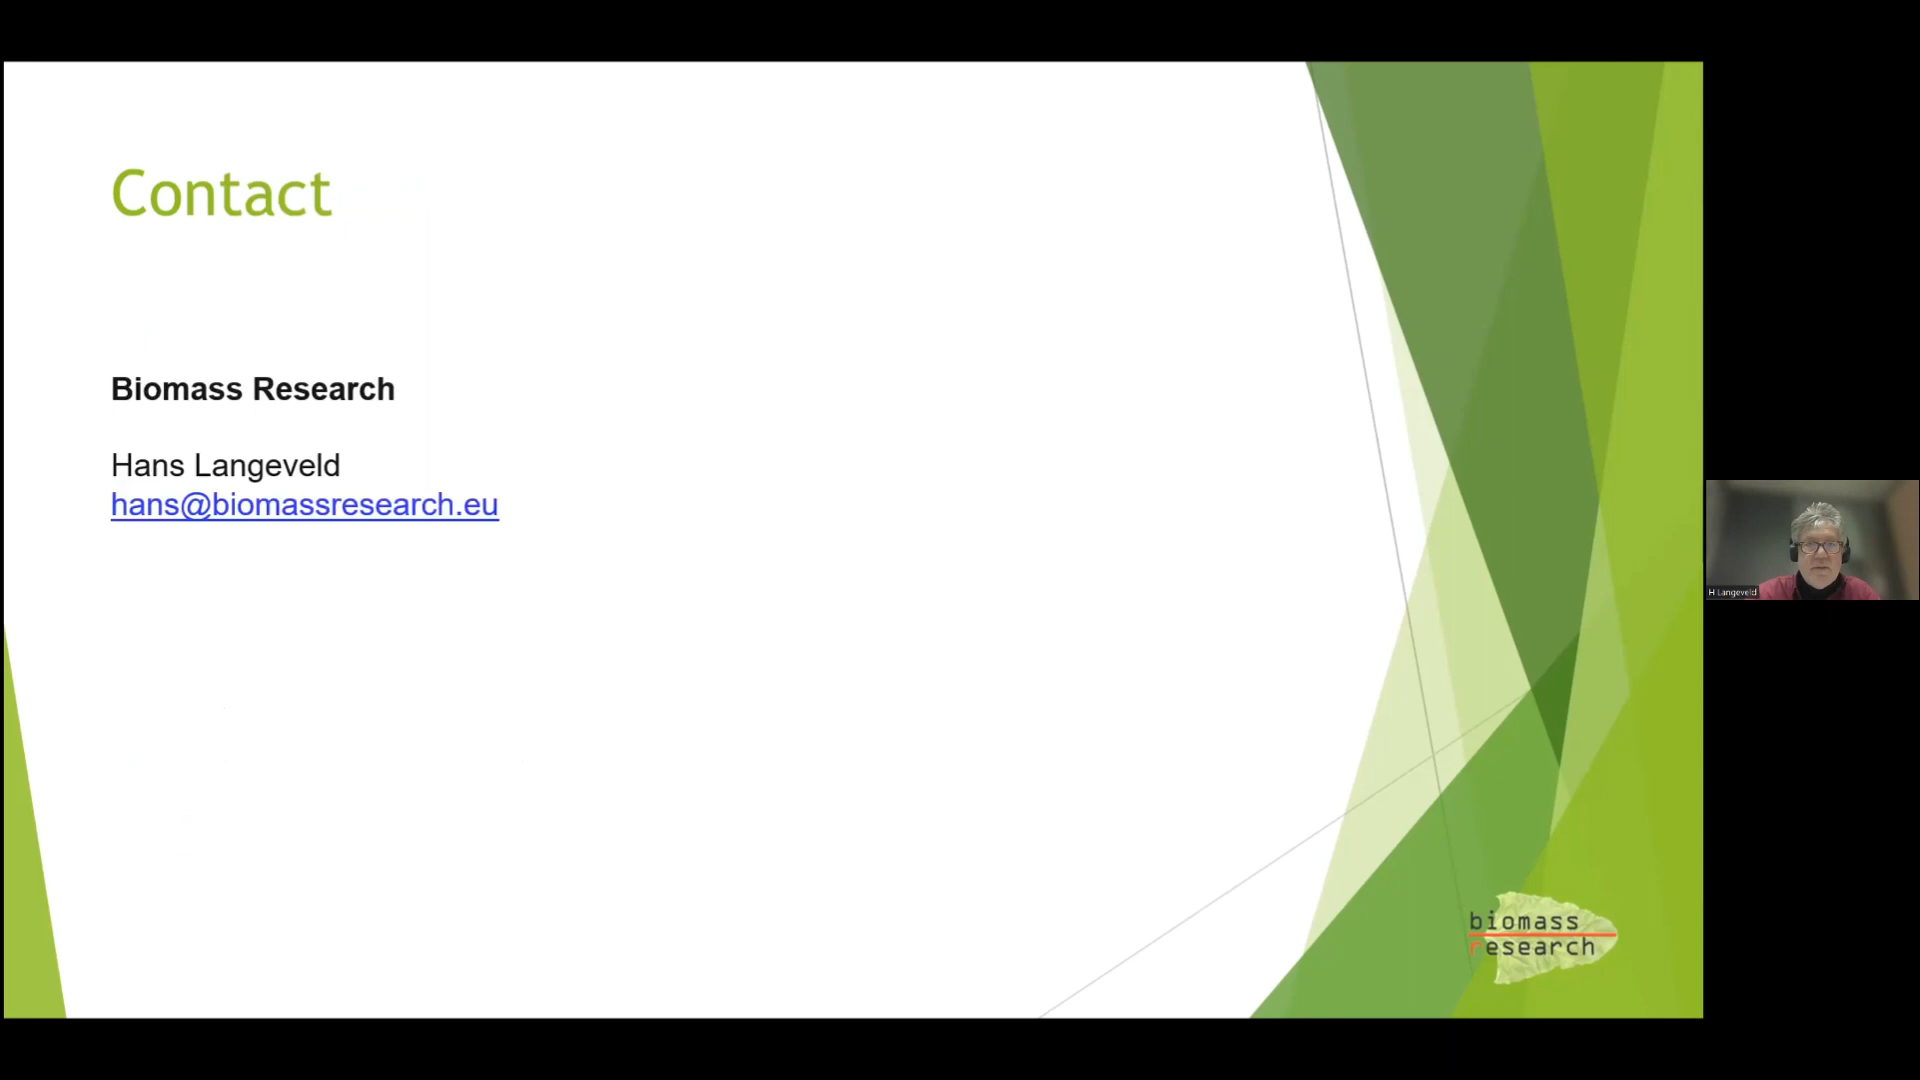 Contact
Biomass Research
Hans Langeveld
hans@biomassresearch.eu
H Langeveld
biomass
research